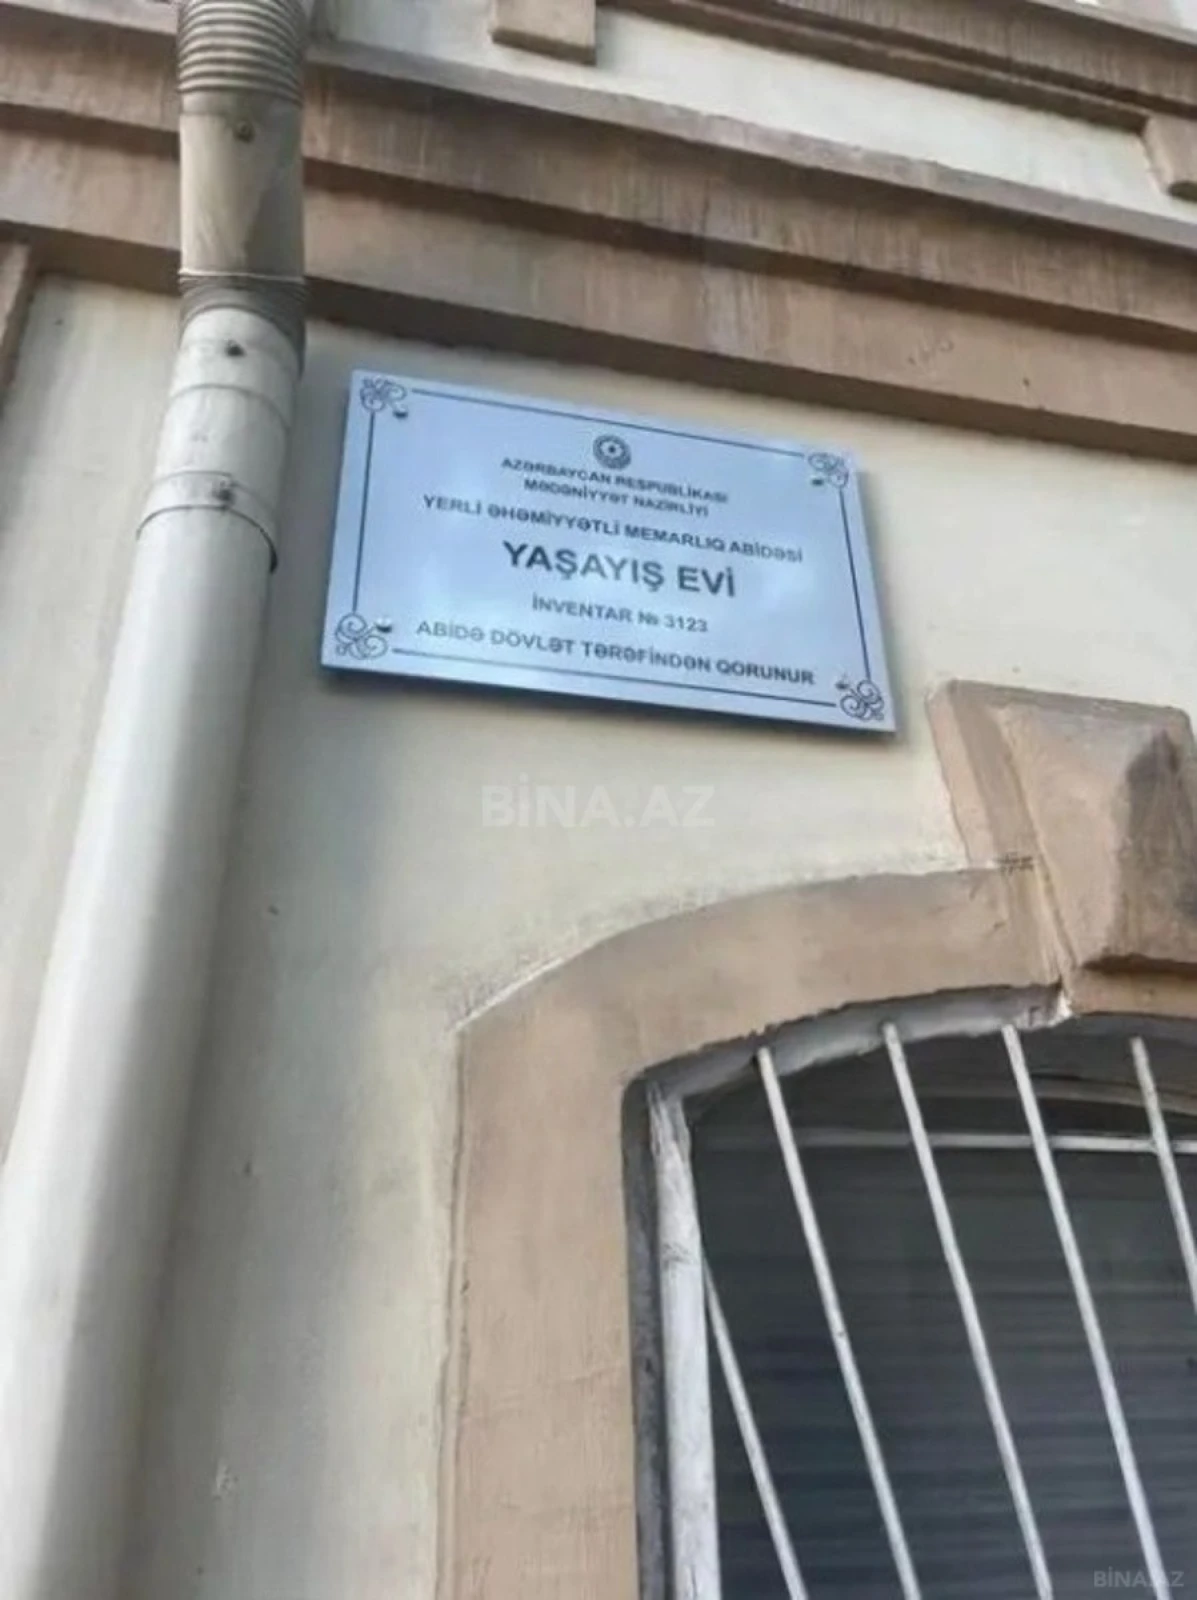 AZƏRBAYCAN RESPUBLİKASI
MƏDƏNİYYƏT NAZİRLİYİ
YERLİ ƏHƏMİYYƏTLİ MEMARLIQ ABİDƏSİ
YAŞAYIŞ EVİ
İNVENTAR № 3123
ABİDƏ DÖVLƏT TƏRƏFİNDƏN QORUNUR
BİNA.AZ
BİNA.AZ